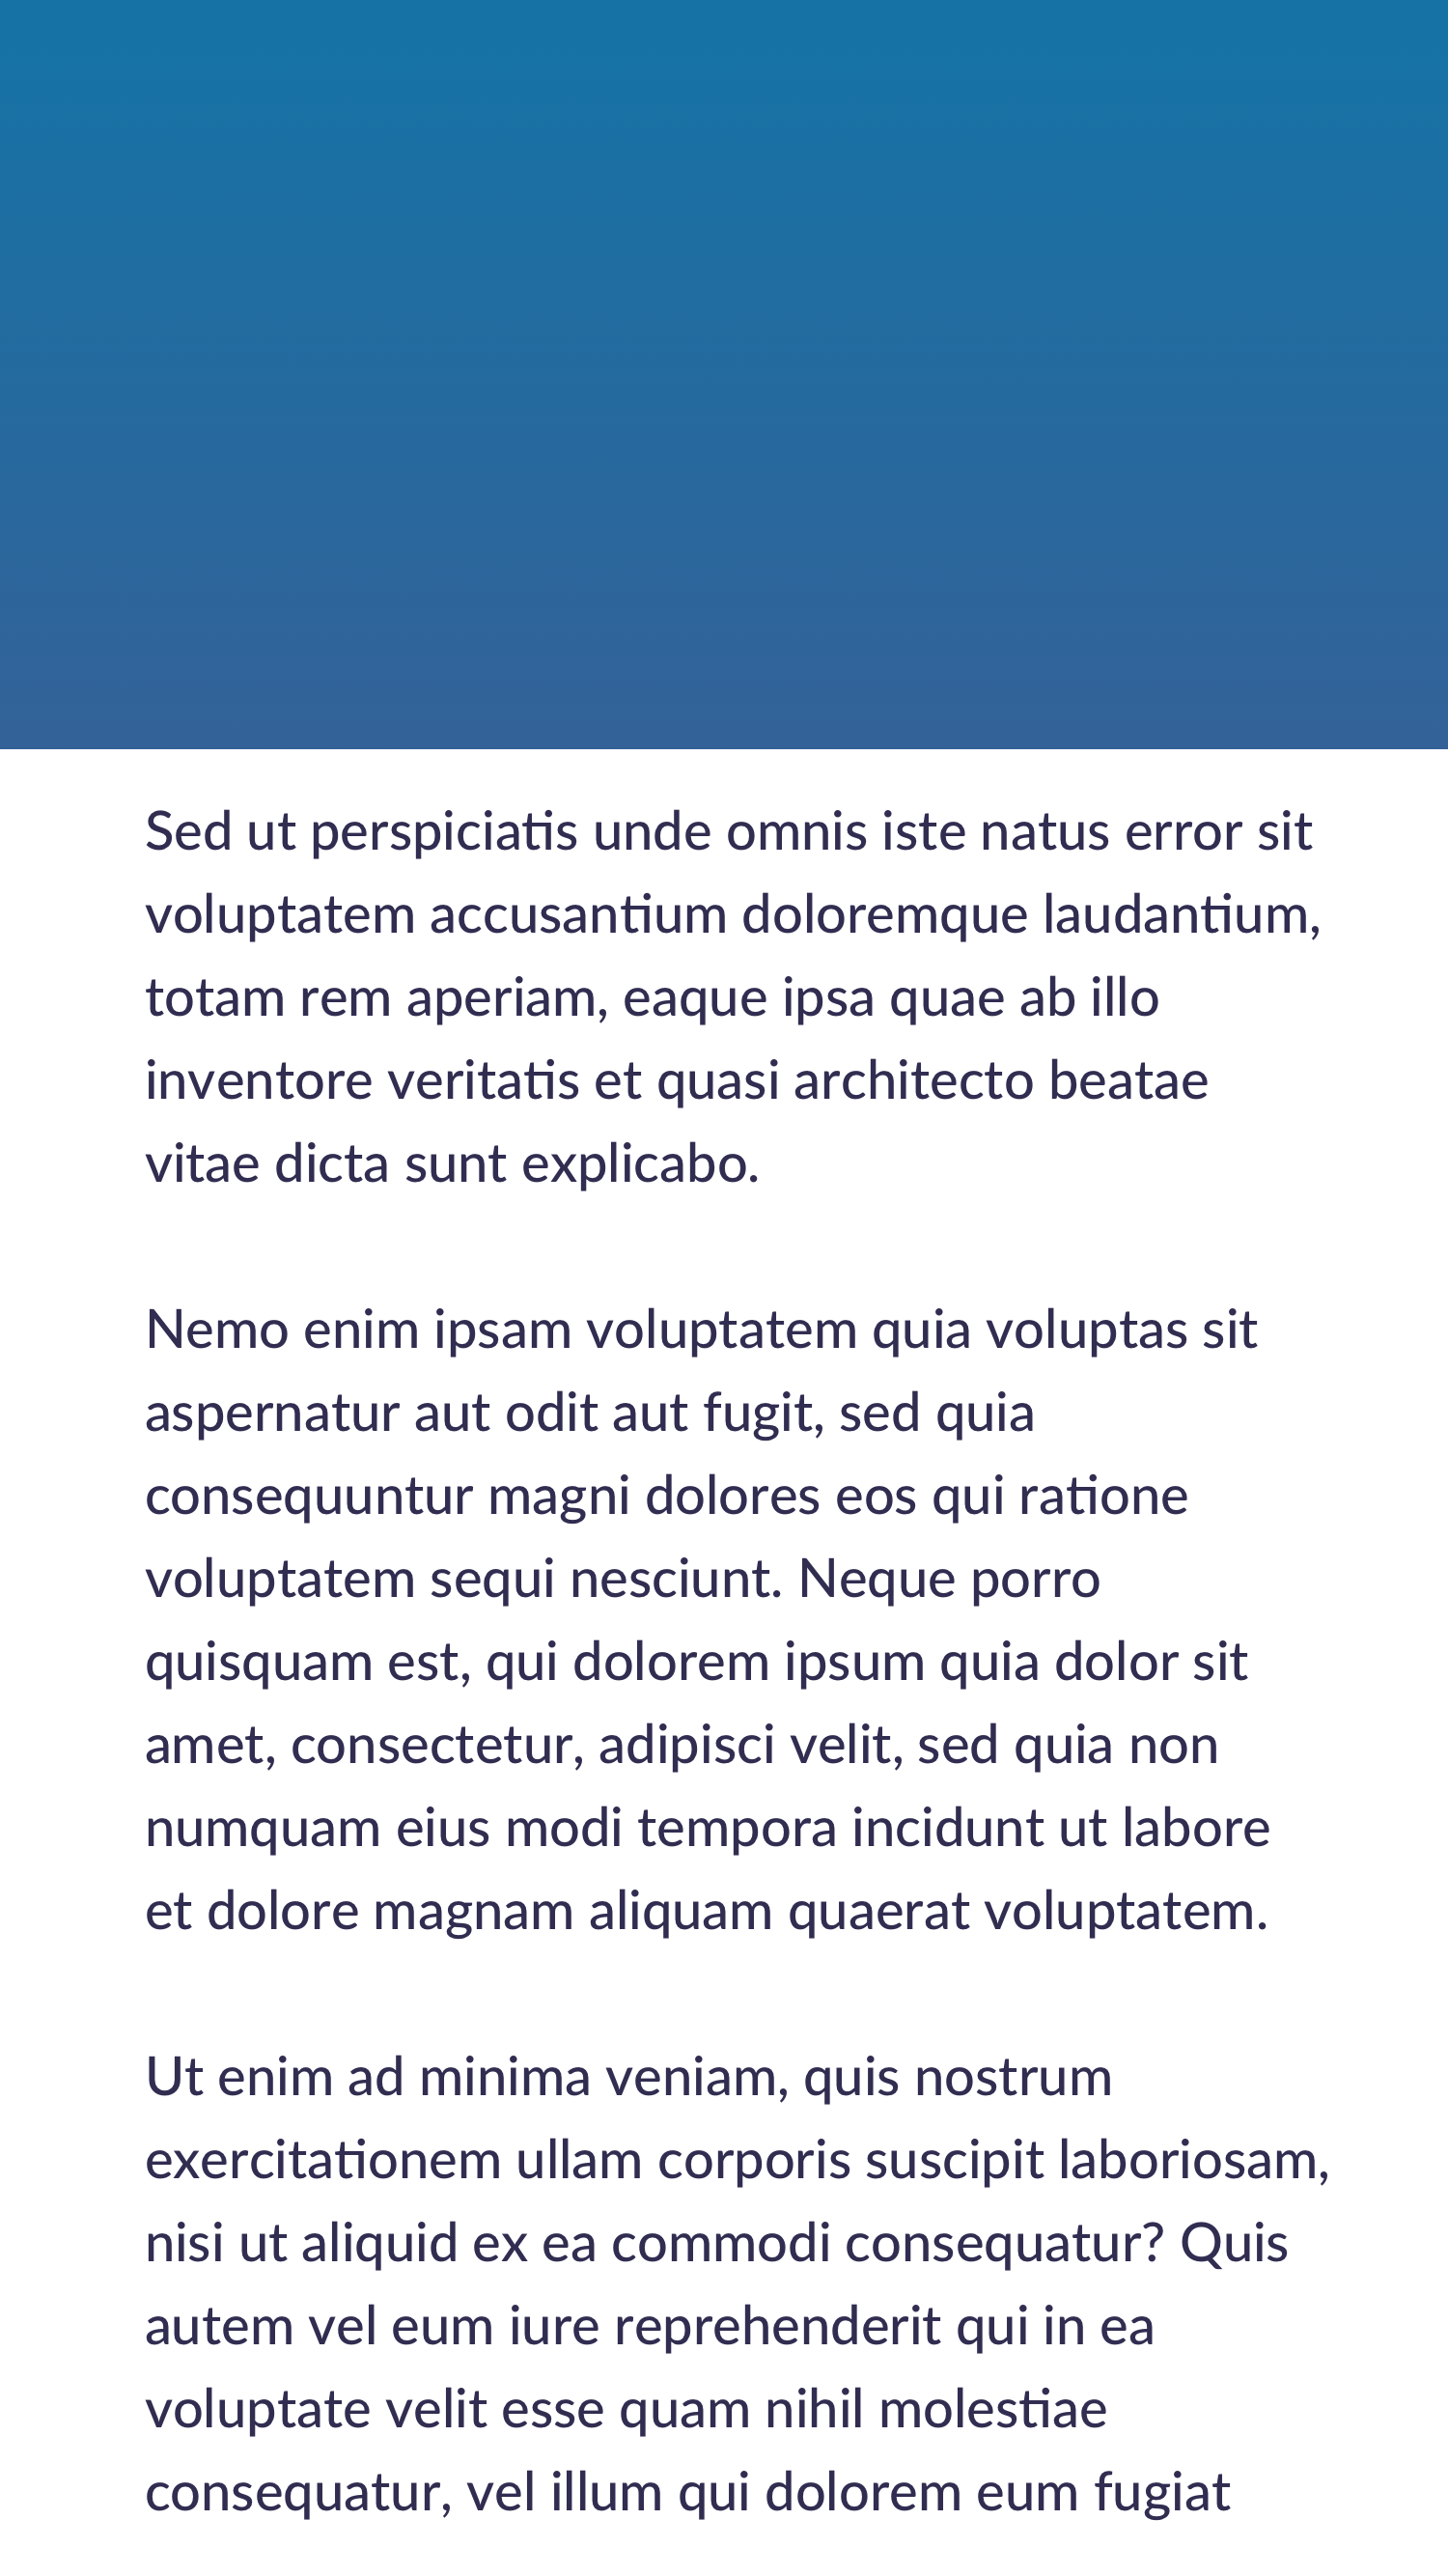 Sed ut perspiciatis unde omnis iste natus error sit
voluptatem accusantium doloremque laudantium,
totam rem aperiam, eaque ipsa quae ab illo
inventore veritatis et quasi architecto beatae
vitae dicta sunt explicabo.
Nemo enim ipsam voluptatem quia voluptas sit
aspernatur aut odit aut fugit, sed quia
consequuntur magni dolores eos qui ratione
voluptatem sequi nesciunt. Neque porro
quisquam est, qui dolorem ipsum quia dolor sit
amet, consectetur, adipisci velit, sed quia non
numquam eius modi tempora incidunt ut labore
et dolore magnam aliquam quaerat voluptatem.
Ut enim ad minima veniam, quis nostrum
exercitationem ullam corporis suscipit laboriosam,
nisi ut aliquid ex ea commodi consequatur? Quis
autem vel eum iure reprehenderit qui in ea
voluptate velit esse quam nihil molestiae
consequatur, vel illum qui dolorem eum fugiat